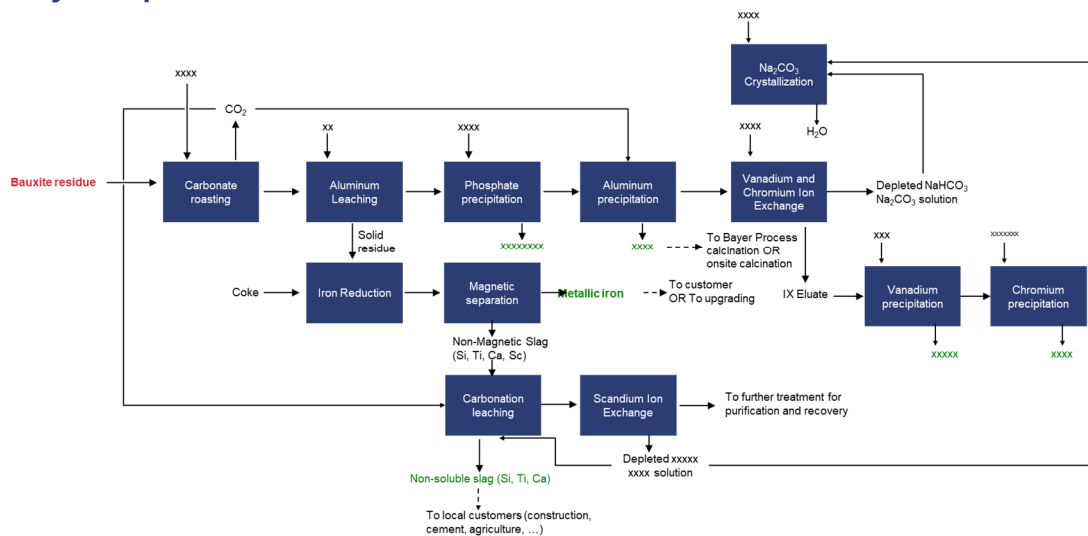 xxxx
Na₂CO₃
Crystallization
xxxx
CO₂
xx
xxxx
xxxx
H₂O
Bauxite residue
Carbonate
roasting
Aluminum
Leaching
Phosphate
precipitation
Aluminum
precipitation
Vanadium and
Chromium Ion
Exchange
Depleted NaHCO₃
Na₂CO₃ solution
Solid
residue
xxxxxxxx
xxxx
To Bayer Process
calcination OR
onsite calcination
xxx
xxxxxxx
Coke
Iron Reduction
Magnetic
separation
Metallic iron
To customer
OR To upgrading
IX Eluate
Vanadium
precipitation
Chromium
precipitation
Non-Magnetic Slag
(Si, Ti, Ca, Sc)
xxxxx
xxxx
Carbonation
leaching
Scandium Ion
Exchange
To further treatment for
purification and recovery
Depleted xxxxx
xxxx solution
Non-soluble slag (Si, Ti, Ca)
To local customers (construction,
cement, agriculture, …)